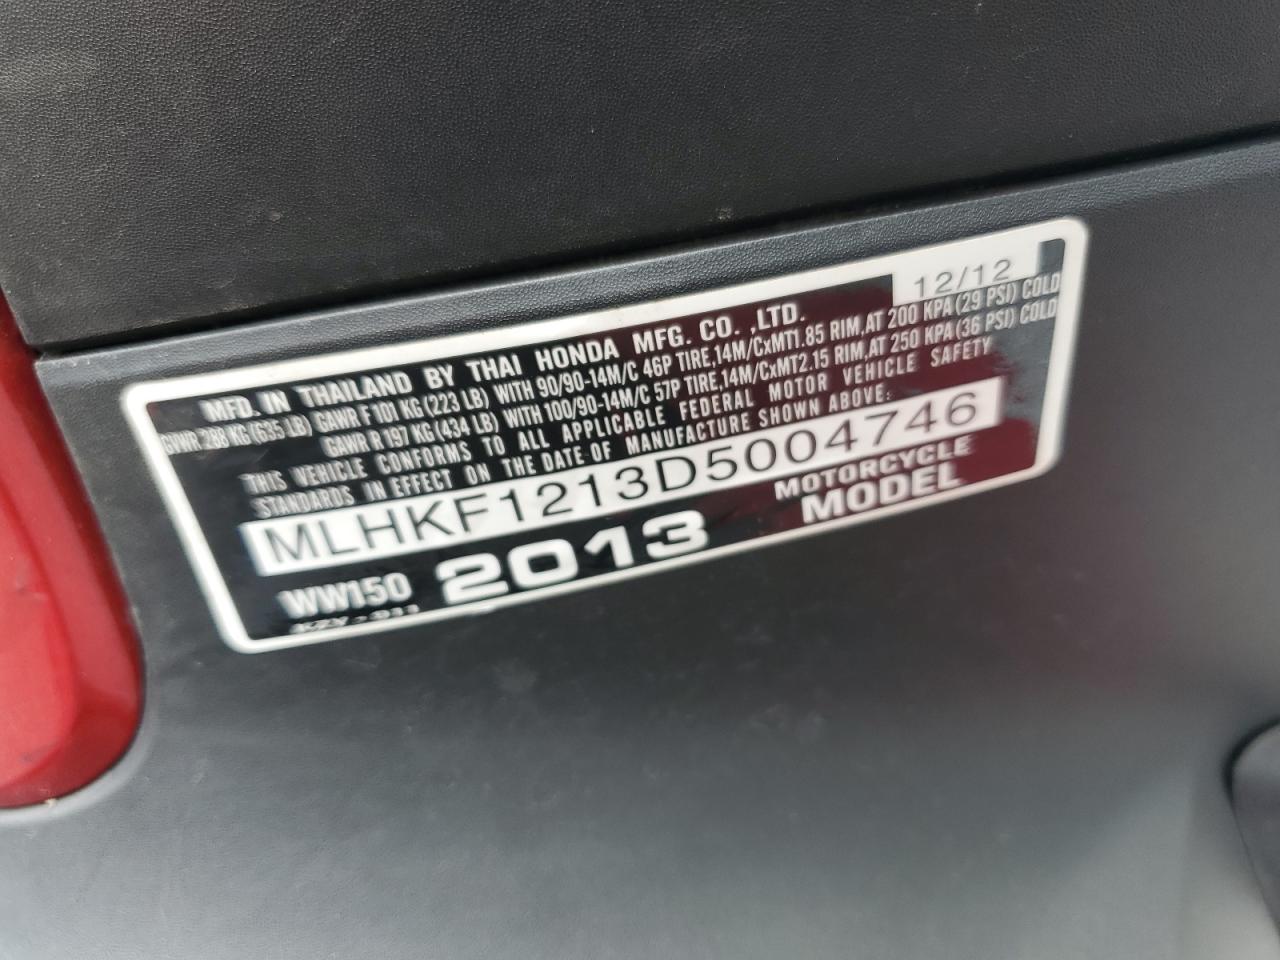 12/12
MFD. IN THAILAND BY THAI HONDA MFG. CO. ,LTD.
GVWR 288 KG (635 LB) GAWR F 101 KG (223 LB) WITH 90/90-14M/C 46P TIRE,14M/CxMT1.85 RIM,AT 200 KPA (29 PSI) COLD
GAWR R 197 KG (434 LB) WITH 100/90-14M/C 57P TIRE,14M/CxMT2.15 RIM,AT 250 KPA (36 PSI) COLD
THIS VEHICLE CONFORMS TO ALL APPLICABLE FEDERAL MOTOR VEHICLE SAFETY
STANDARDS IN EFFECT ON THE DATE OF MANUFACTURE SHOWN ABOVE:
MLHKF1213D5004746
WW150 2013 MOTORCYCLE
MODEL